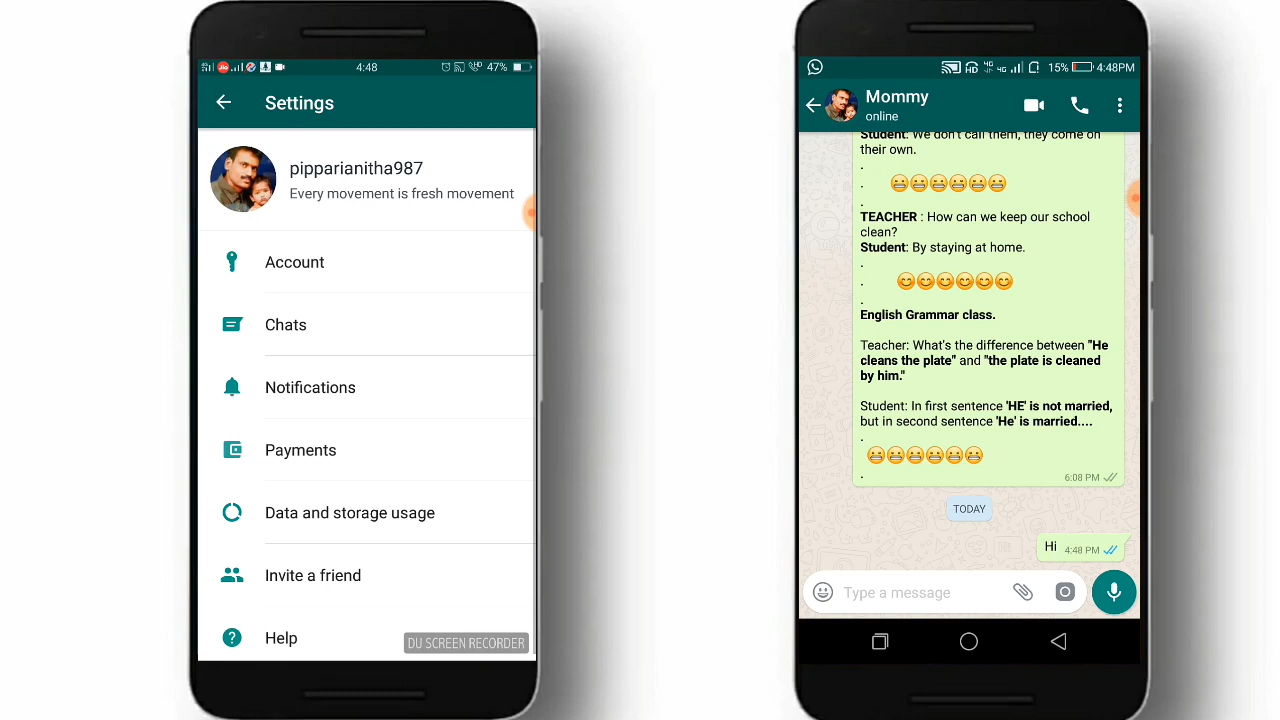 4:48
47%
Settings
pipparianitha987
Every movement is fresh movement
Account
Chats
Notifications
Payments
Data and storage usage
Invite a friend
Help
DU SCREEN RECORDER
HD 4G 15% 4:48PM
Mommy
online
Student: We don't call them, they come on
their own.
.
.
.
TEACHER : How can we keep our school
clean?
Student: By staying at home.
.
.
.
English Grammar class.
Teacher: What's the difference between "He
cleans the plate" and "the plate is cleaned
by him."
Student: In first sentence 'HE' is not married,
but in second sentence 'He' is married....
.
.
6:08 PM
TODAY
Hi 4:48 PM
Type a message